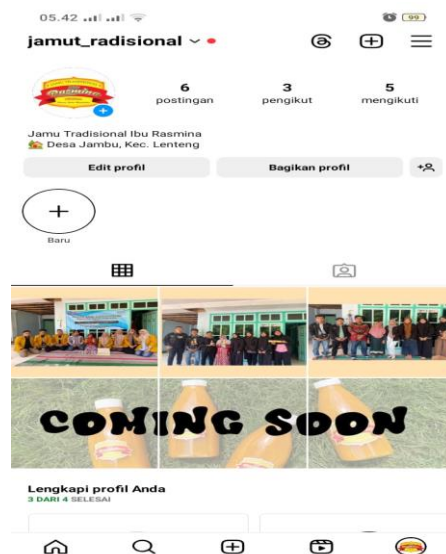 05.42
99
jamut_radisional
6 3 5
postingan pengikut mengikuti
Rasmina
Jamu Tradisional Ibu Rasmina
Desa Jambu, Kec. Lenteng
Edit profil Bagikan profil
Baru
COMING SOON
Lengkapi profil Anda
3 DARI 4 SELESAI